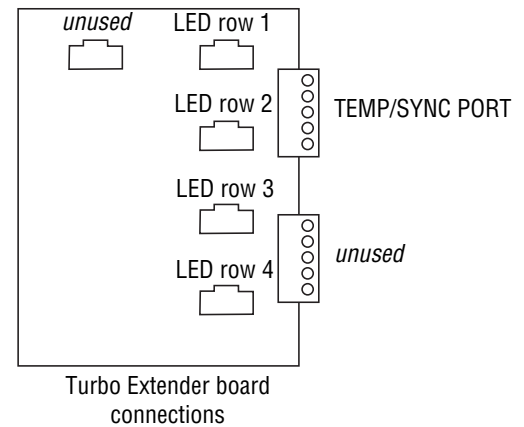 unused
LED row 1
LED row 2
TEMP/SYNC PORT
LED row 3
unused
LED row 4
Turbo Extender board
connections